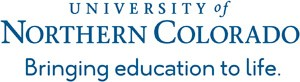 UNIVERSITY of
NORTHERN COLORADO
Bringing education to life.